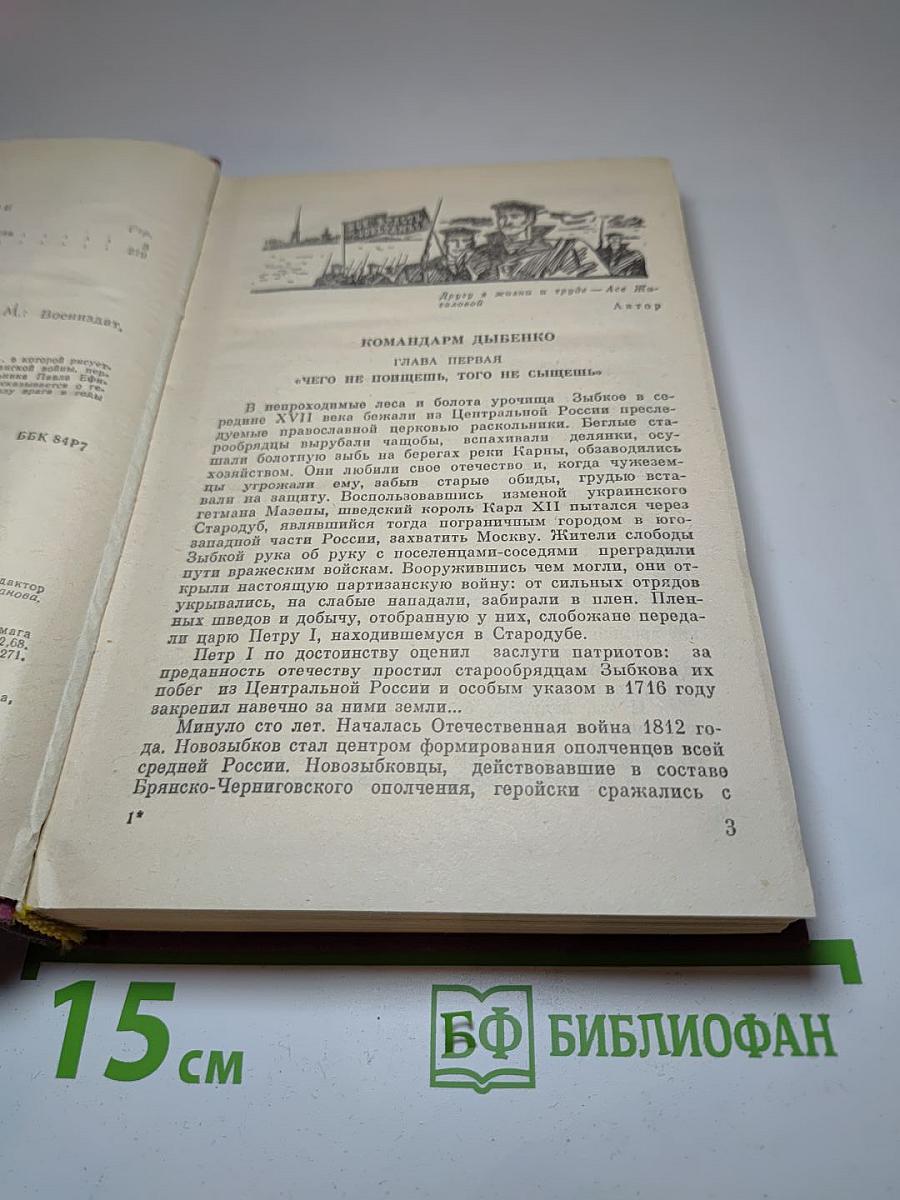 Стр.
3
279
М.: Воениздат,
в которой рисует-
ББК 84Р7
Другу в жизни и труде — Асе Жи-
Автор
КОМАНДАРМ ДЫБЕНКО
ГЛАВА ПЕРВАЯ
«ЧЕГО НЕ ПОИЩЕШЬ, ТОГО НЕ СЫЩЕШЬ»
В непроходимые леса и болота урочища Зыбкое в се-
редине XVII века бежали из Центральной России пресле-
дуемые православной церковью раскольники. Беглые ста-
рообрядцы вырубали чащобы, вспахивали делянки, осу-
шали болотную выбь на берегах реки Карны, обзаводились
хозяйством. Они любили свое отечество и, когда чужезем-
цы угрожали ему, забыв старые обиды, грудью вста-
вали на защиту. Воспользовавшись изменой украинского
гетмана Мазепы, шведский король Карл XII пытался через
Стародуб, являвшийся тогда пограничным городом в юго-
западной части России, захватить Москву. Жители слободы
Зыбкой рука об руку с поселенцами-соседями преградили
пути вражеским войскам. Вооружившись чем могли, они от-
крыли настоящую партизанскую войну: от сильных отрядов
укрывались, на слабые нападали, забирали в плен. Плен-
ных шведов и добычу, отобранную у них, слобожане переда-
ли царю Петру I, находившемуся в Стародубе.
Петр I по достоинству оценил заслуги патриотов: за
преданность отечеству простил старообрядцам Зыбкова их
побег из Центральной России и особым указом в 1716 году
закрепил навечно за ними земли...
Минуло сто лет. Началась Отечественная война 1812 го-
да. Новозыбков стал центром формирования ополченцев всей
средней России. Новозыбковцы, действовавшие в составе
Брянско-Черниговского ополчения, геройски сражались с
1*
3
15 см
БФ БИБЛИОФАН